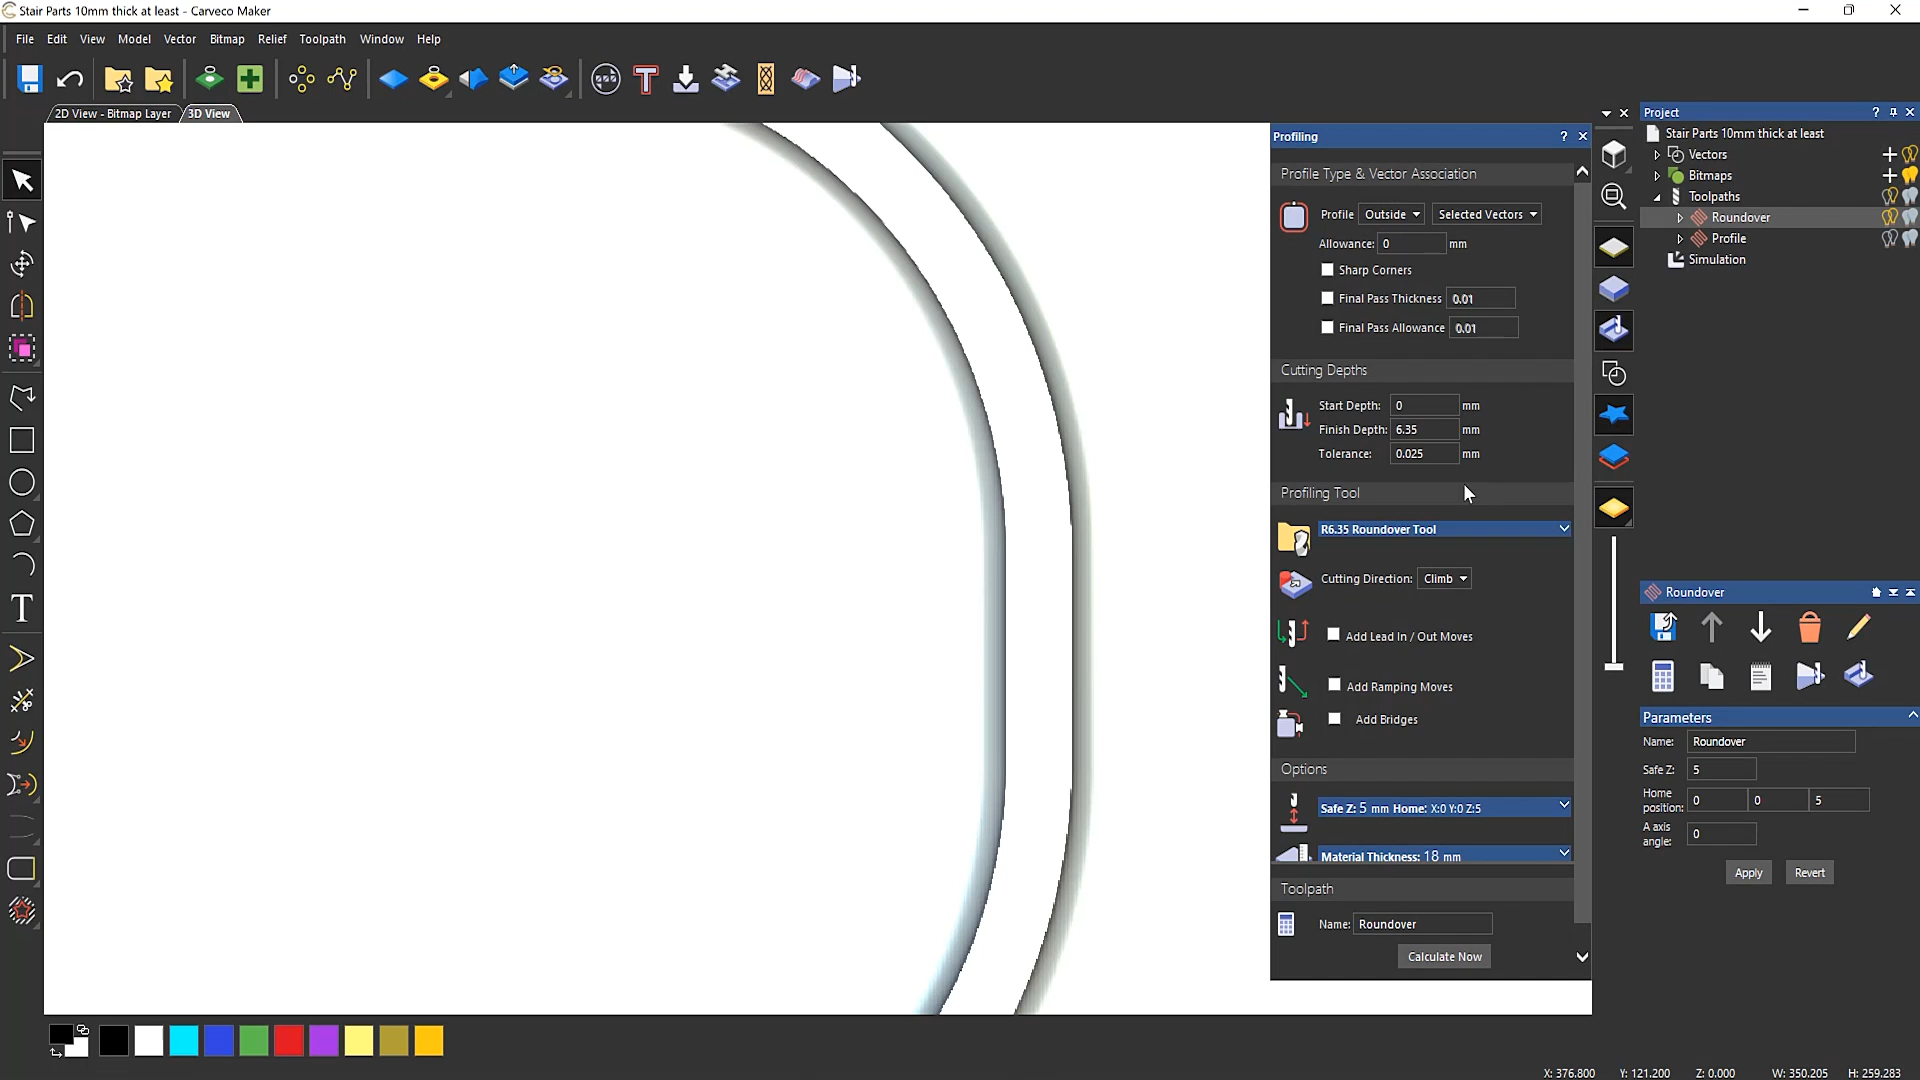 Stair Parts 10mm thick at least - Carveco Maker
File Edit View Model Vector Bitmap Relief Toolpath Window Help
2D View - Bitmap Layer 3D View
Profiling ?
Profile Type & Vector Association
Profile Outside Selected Vectors
Allowance: 0 mm
Sharp Corners
Final Pass Thickness 0.01
Final Pass Allowance 0.01
Cutting Depths
Start Depth: 0 mm
Finish Depth: 6.35 mm
Tolerance: 0.025 mm
Profiling Tool
R6.35 Roundover Tool
Cutting Direction: Climb
Add Lead In / Out Moves
Add Ramping Moves
Add Bridges
Options
Safe Z: 5 mm Home: X:0 Y:0 Z:5
Material Thickness: 18 mm
Toolpath
Name: Roundover
Calculate Now
Project ?
Stair Parts 10mm thick at least
Vectors
Bitmaps
Toolpaths
Roundover
Profile
Simulation
Roundover
Parameters
Name: Roundover
Safe Z: 5
Home position: 0 0 5
A axis angle: 0
Apply Revert
T
X: 376.800 Y: 121.200 Z: 0.000 W: 350.205 H: 259.283